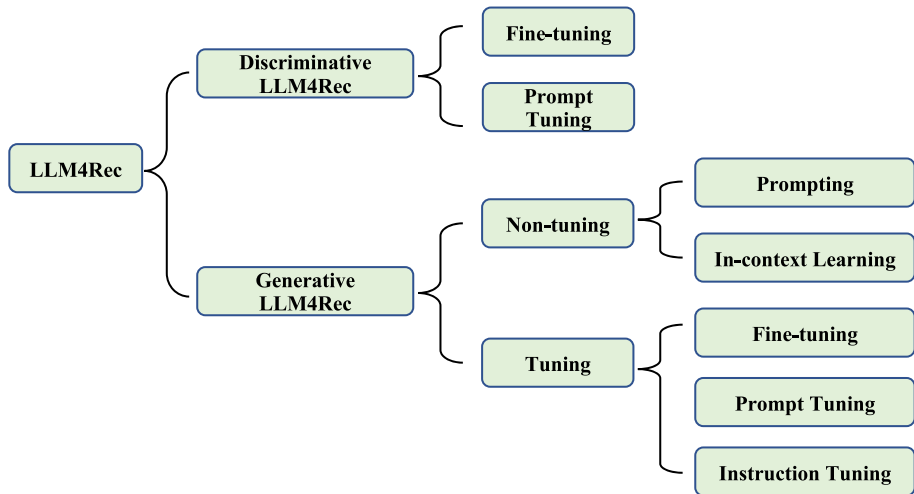 Fine-tuning
Discriminative
LLM4Rec
Prompt
Tuning
LLM4Rec
Prompting
Non-tuning
In-context Learning
Generative
LLM4Rec
Fine-tuning
Tuning
Prompt Tuning
Instruction Tuning